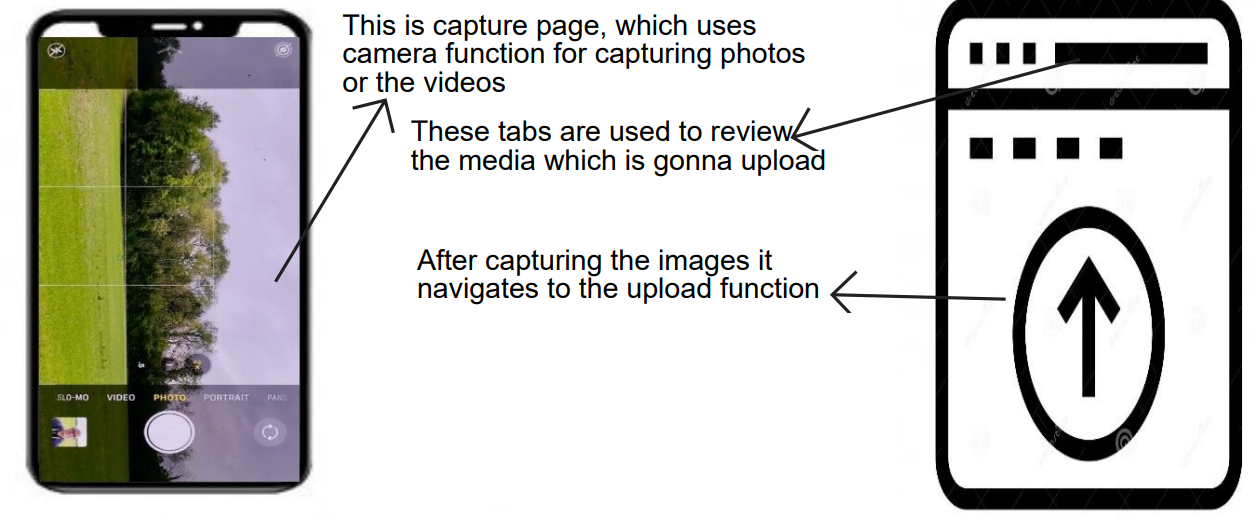 This is capture page, which uses
camera function for capturing photos
or the videos
These tabs are used to review
the media which is gonna upload
After capturing the images it
navigates to the upload function
SLO-MO VIDEO PHOTO PORTRAIT PANO